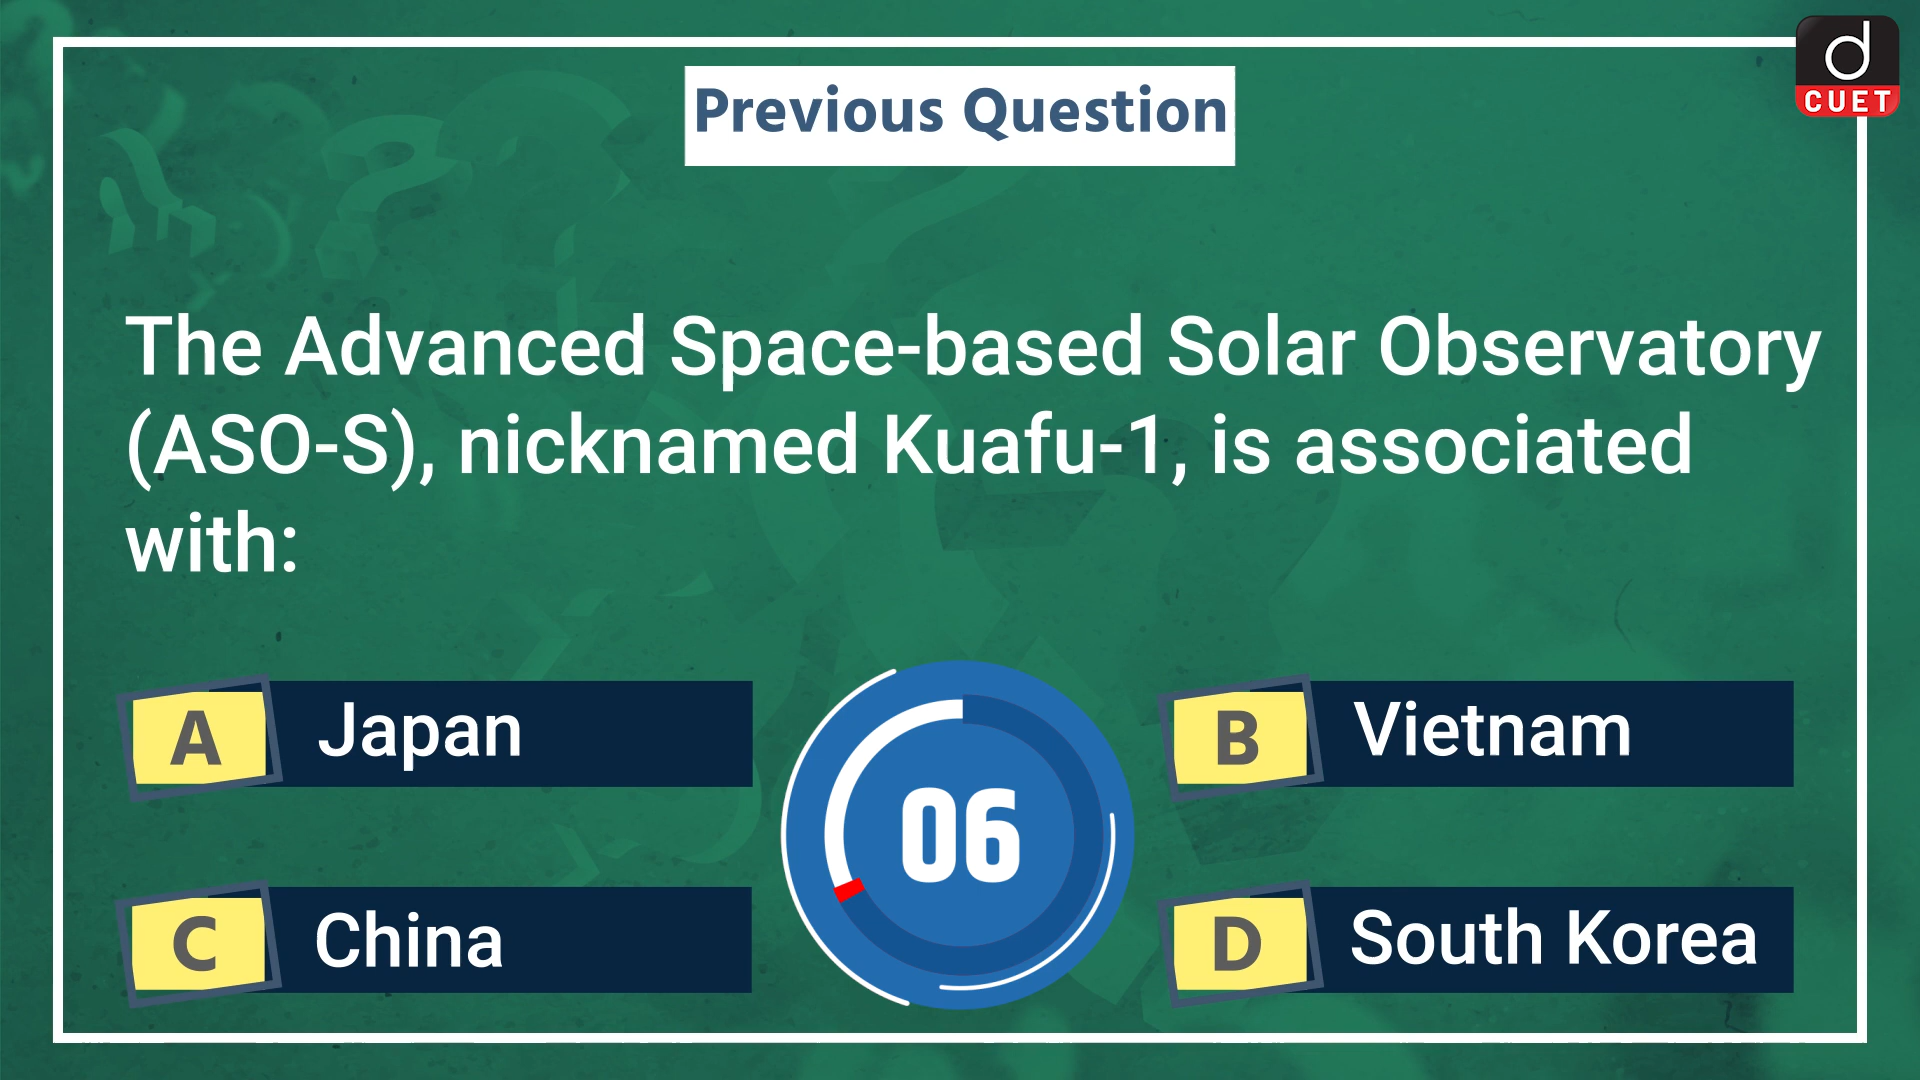 d
CUET
Previous Question
The Advanced Space-based Solar Observatory
(ASO-S), nicknamed Kuafu-1, is associated
with:
A Japan
B Vietnam
06
C China
D South Korea